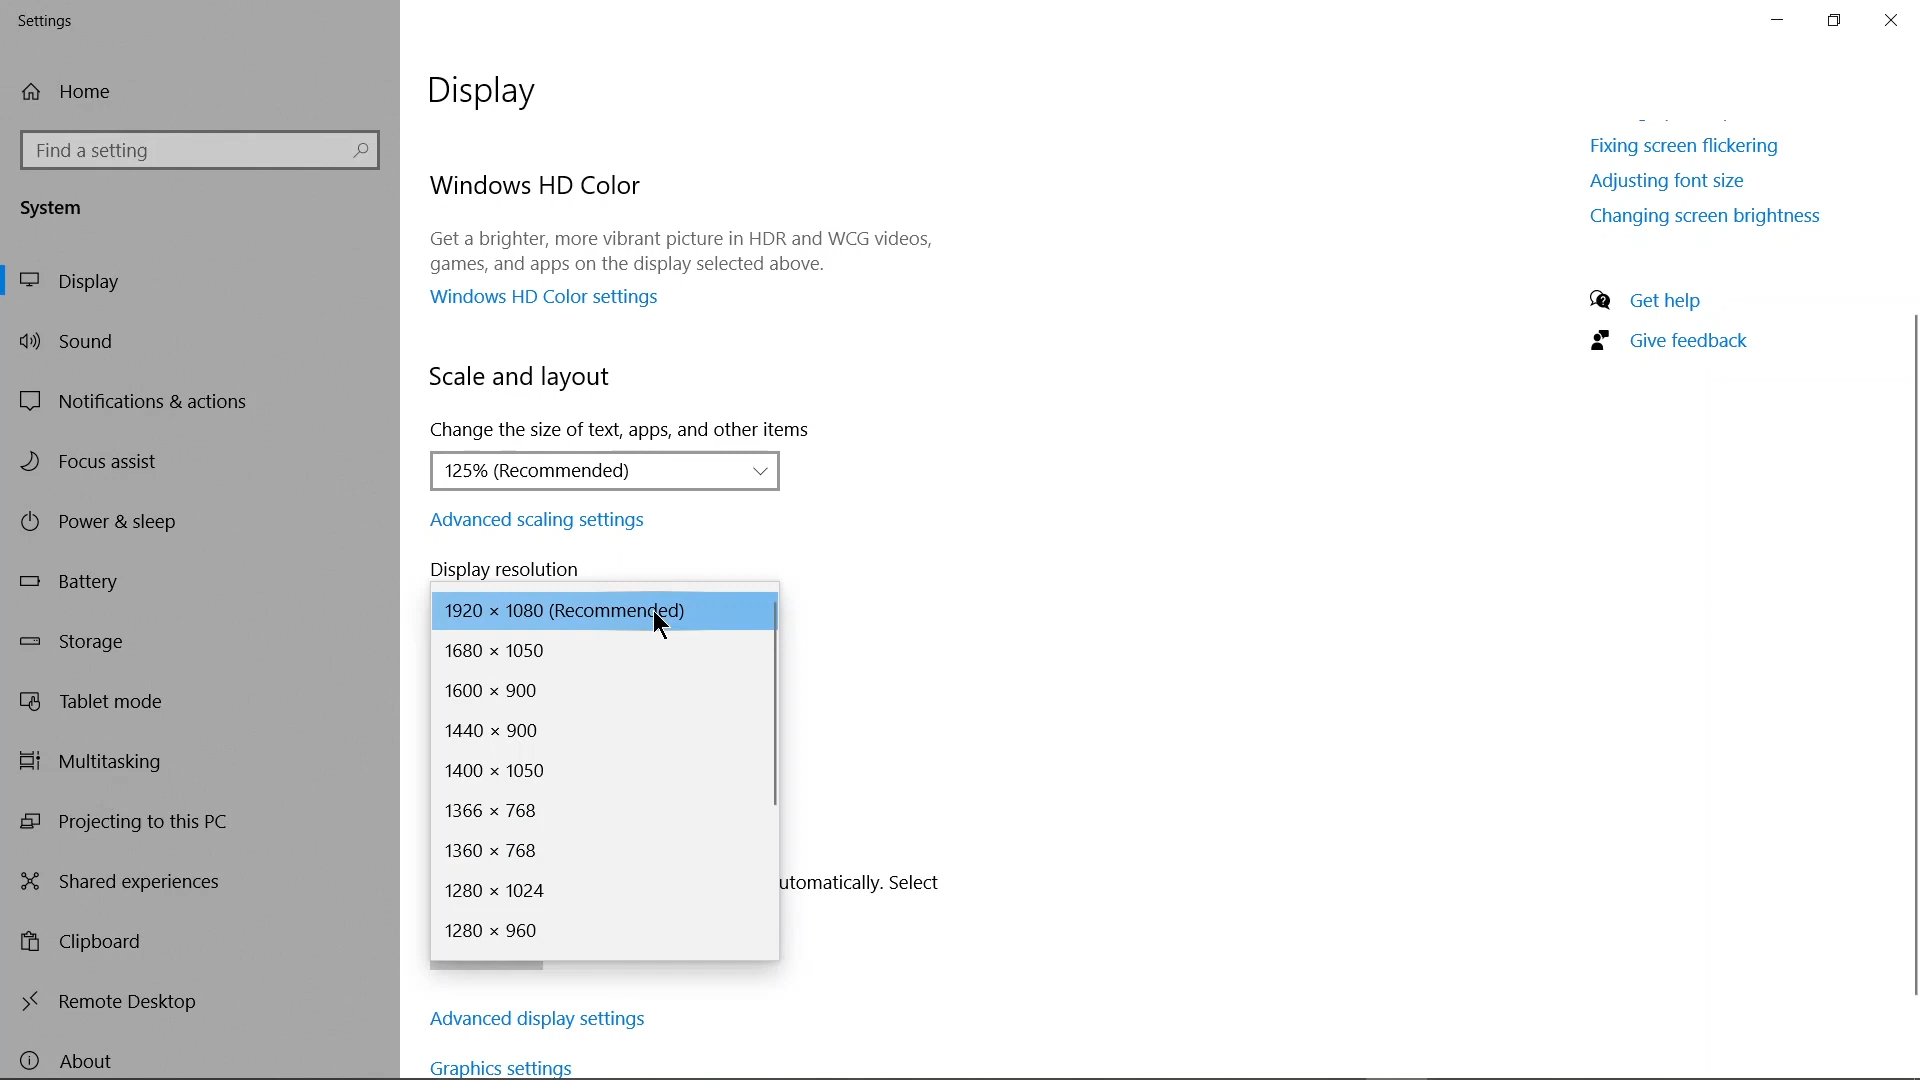 Settings
Home
Find a setting
System
Display
Sound
Notifications & actions
Focus assist
Power & sleep
Battery
Storage
Tablet mode
Multitasking
Projecting to this PC
Shared experiences
Clipboard
Remote Desktop
About
Display
Windows HD Color
Get a brighter, more vibrant picture in HDR and WCG videos,
games, and apps on the display selected above.
Windows HD Color settings
Scale and layout
Change the size of text, apps, and other items
125% (Recommended)
Advanced scaling settings
Display resolution
1920 × 1080 (Recommended)
1680 × 1050
1600 × 900
1440 × 900
1400 × 1050
1366 × 768
1360 × 768
1280 × 1024
1280 × 960
utomatically. Select
Advanced display settings
Graphics settings
Fixing screen flickering
Adjusting font size
Changing screen brightness
Get help
Give feedback